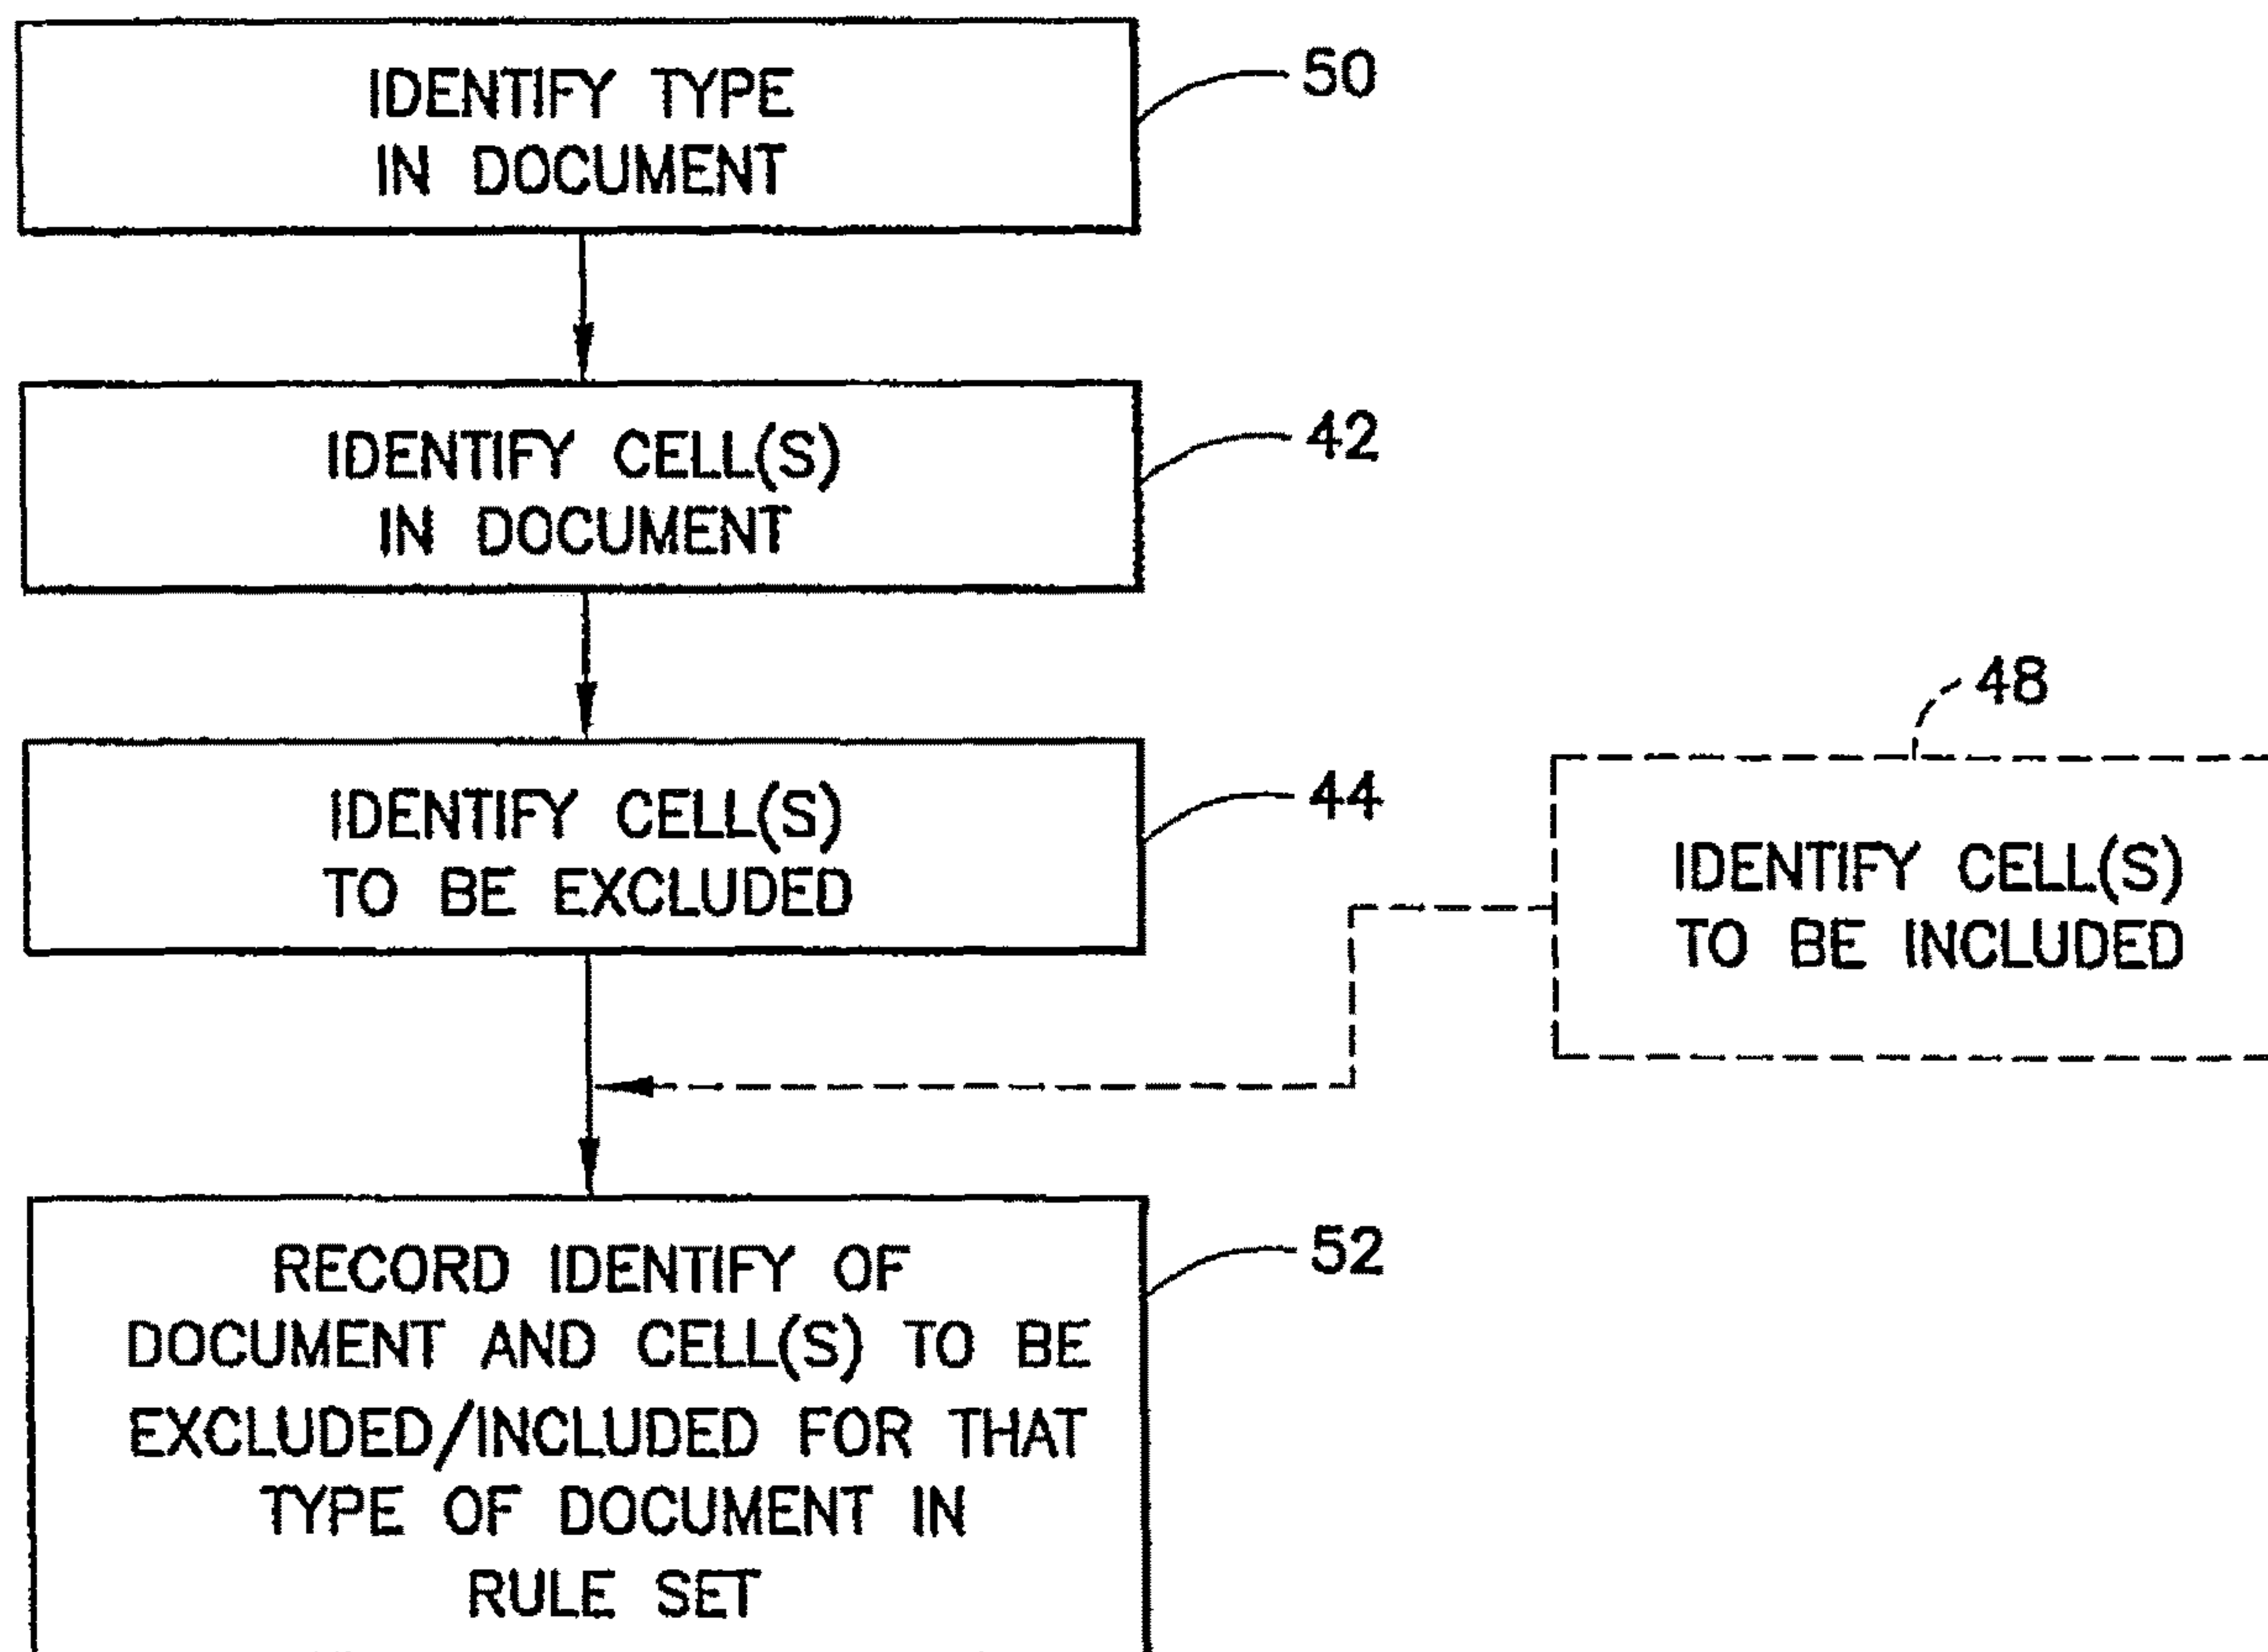 IDENTIFY TYPE
IN DOCUMENT
50
IDENTIFY CELL(S)
IN DOCUMENT
42
IDENTIFY CELL(S)
TO BE EXCLUDED
44
48
IDENTIFY CELL(S)
TO BE INCLUDED
RECORD IDENTIFY OF
DOCUMENT AND CELL(S) TO BE
EXCLUDED/INCLUDED FOR THAT
TYPE OF DOCUMENT IN
RULE SET
52